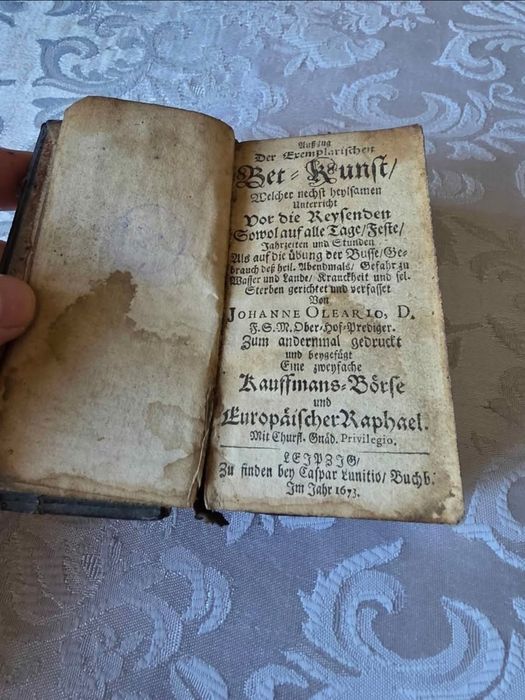 Außzug
Der Exemplarischen
Bet-Kunst/
Welcher nechst heylsamen
Unterricht
Vor die Reysenden
Sowol auf alle Tage/Feste/
Jahrzeiten und Stunden
Als auf die übung der Busse/Ge-
brauch deß heil. Abendmals/ Gefahr zu
Wasser und Lande/ Kranckheit und sel.
Sterben gerichtet und verfasset
Von
JOHANNE OLEARIO, D.
F.S.M. Ober-Hof-Prediger.
Zum andernmal gedruckt
und beygefügt
Eine zweyfache
Kauffmans-Börse
und
Europäischer Raphael.
Mit Churfl. Gnäd. Privilegio.
LEIPZIG/
Zu finden bey Caspar Lunitio/ Buchb.
Im Jahr 1673.